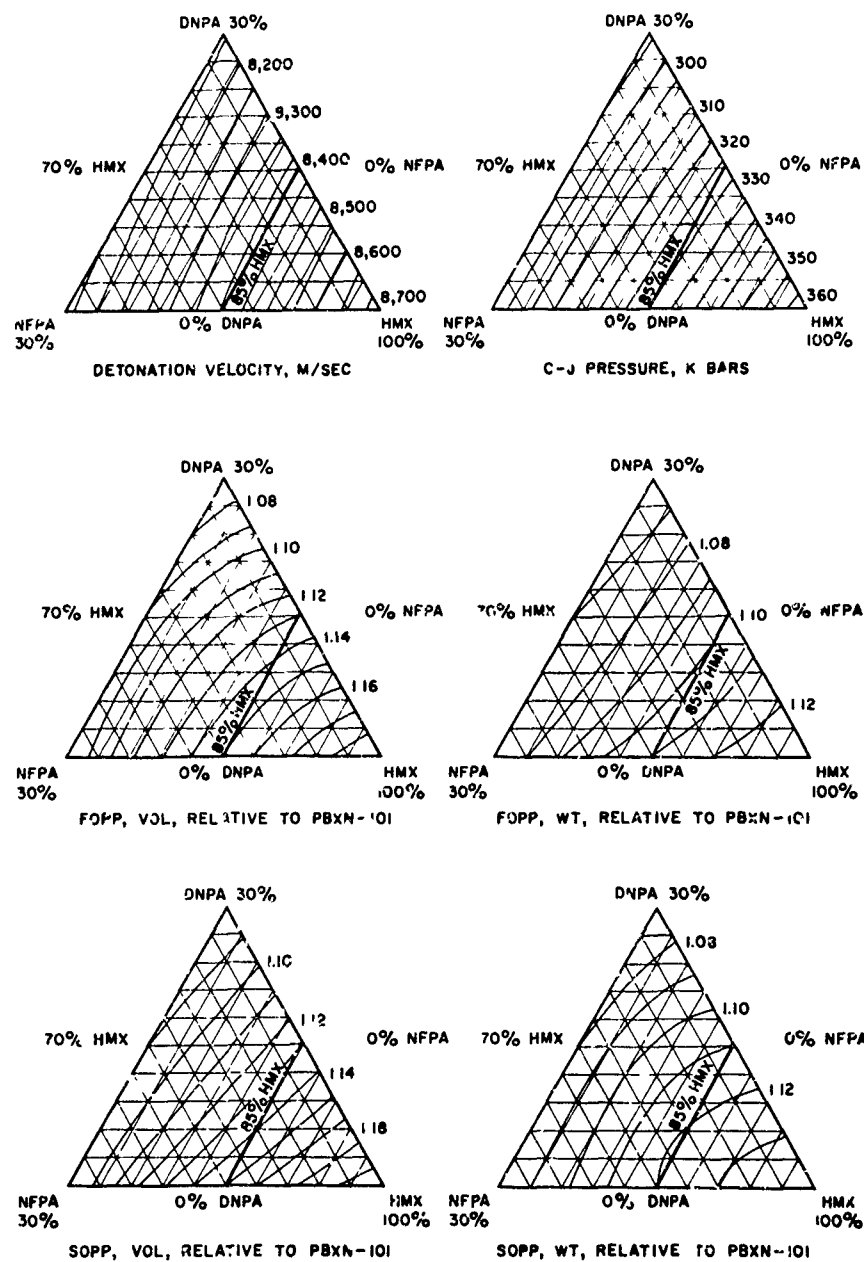 DNPA 30%
8,200
9,300
8,400
8,500
8,600
8,700
70% HMX
0% NFPA
85% HMX
NFPA
30%
0% DNPA
HMX
100%
DETONATION VELOCITY, M/SEC
DNPA 30%
300
310
320
330
340
350
360
70% HMX
0% NFPA
85% HMX
NFPA
30%
0% DNPA
HMX
100%
C-J PRESSURE, K BARS
DNPA 30%
1.08
1.10
1.12
1.14
1.16
70% HMX
0% NFPA
85% HMX
NFPA
30%
0% DNPA
HMX
100%
FOPP, VOL, RELATIVE TO PBXN-101
DNPA 30%
1.08
1.10
1.12
70% HMX
0% NFPA
85% HMX
NFPA
30%
0% DNPA
HMX
100%
FOPP, WT, RELATIVE TO PBXN-101
DNPA 30%
1.10
1.12
1.14
70% HMX
0% NFPA
85% HMX
NFPA
30%
0% DNPA
HMX
100%
SOPP, VOL, RELATIVE TO PBXN-101
DNPA 30%
1.10
1.12
70% HMX
0% NFPA
85% HMX
NFPA
30%
0% DNPA
HMX
100%
SOPP, WT, RELATIVE TO PBXN-101